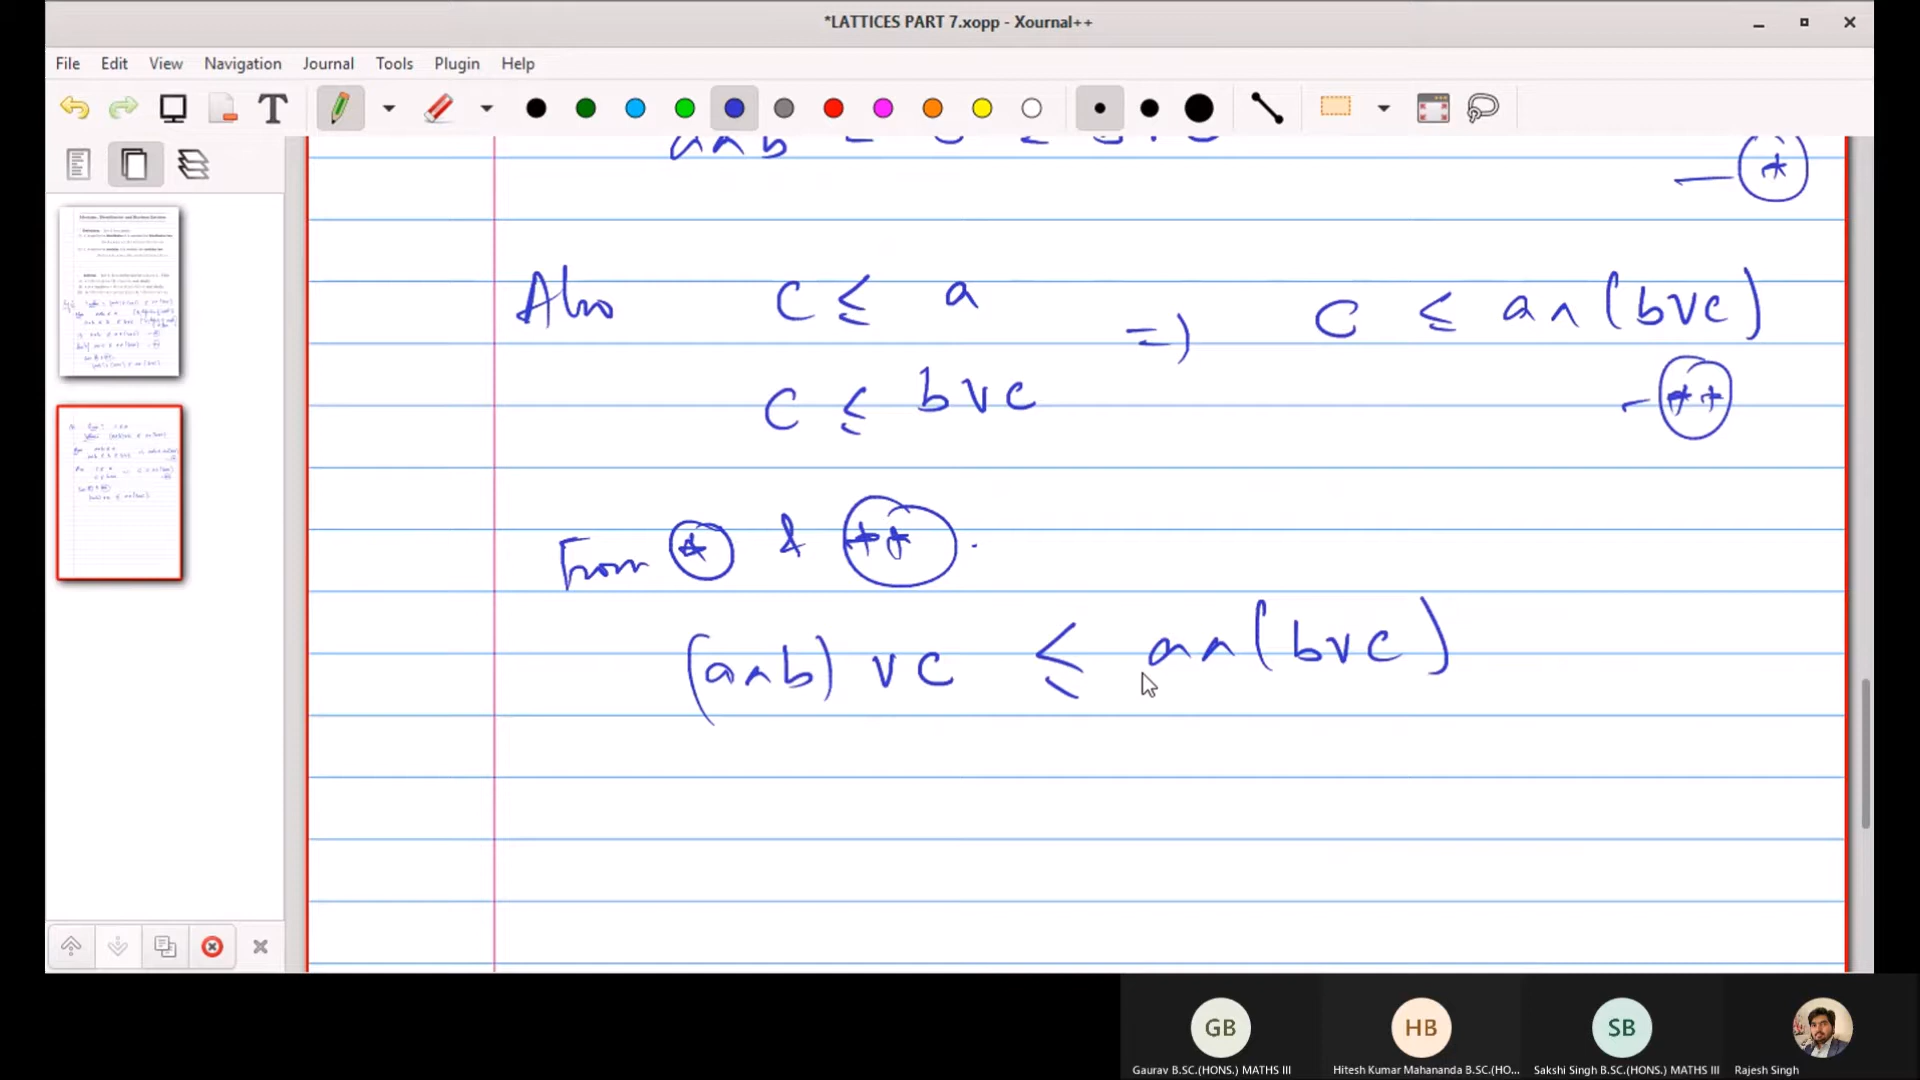 *LATTICES PART 7.xopp - Xournal++
File Edit View Navigation Journal Tools Plugin Help
a∧b
— (*)
Also c ≤ a
=) c ≤ a∧(b∨c)
c ≤ b∨c
- (**)
From (*) & (**).
(a∧b)∨c ≤ a∧(b∨c)
GB HB SB
Gaurav B.SC.(HONS.) MATHS III Hitesh Kumar Mahananda B.SC.(HO... Sakshi Singh B.SC.(HONS.) MATHS III Rajesh Singh